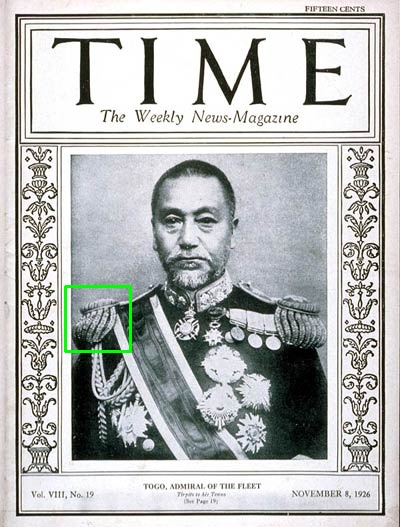 FIFTEEN CENTS
TIME
The Weekly News-Magazine
TOGO, ADMIRAL OF THE FLEET
Tirpitz to his Tenno
(See Page 19)
Vol. VIII, No. 19
NOVEMBER 8, 1926